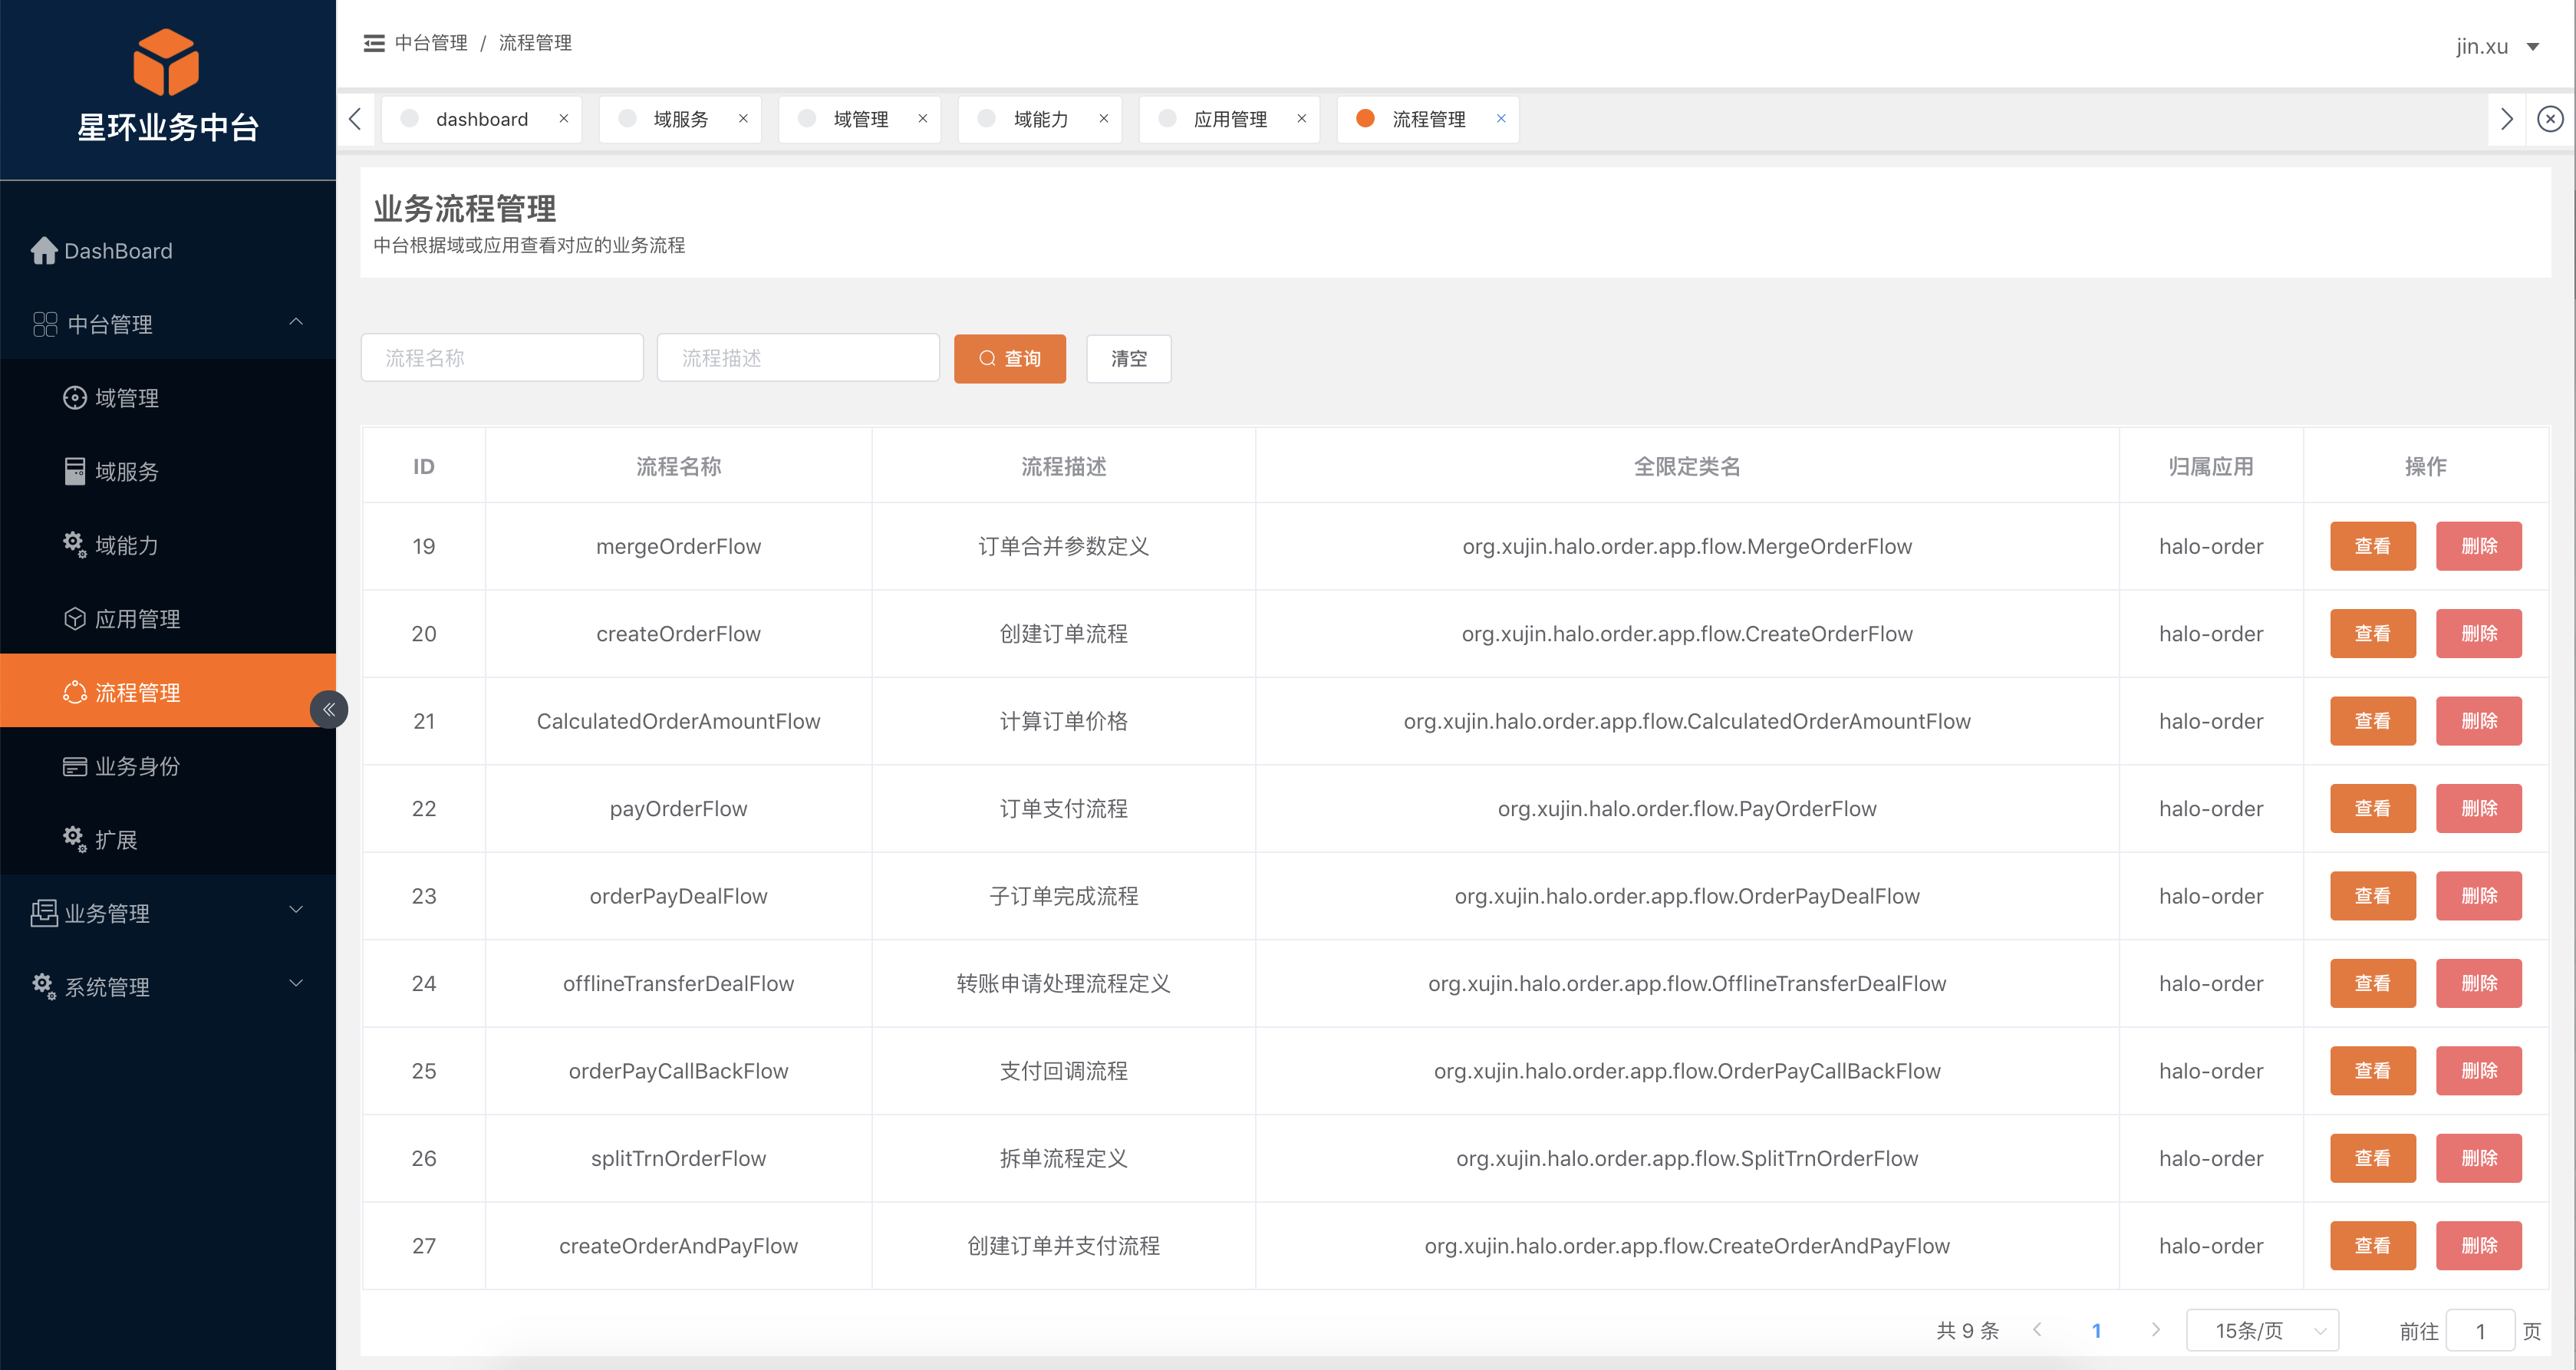 星环业务中台
DashBoard
中台管理
域管理
域服务
域能力
应用管理
流程管理
业务身份
扩展
业务管理
系统管理
中台管理 / 流程管理
jin.xu
dashboard 域服务 域管理 域能力 应用管理 流程管理
业务流程管理
中台根据域或应用查看对应的业务流程
流程名称 流程描述 查询 清空
ID 流程名称 流程描述 全限定类名 归属应用 操作
19 mergeOrderFlow 订单合并参数定义 org.xujin.halo.order.app.flow.MergeOrderFlow halo-order 查看 删除
20 createOrderFlow 创建订单流程 org.xujin.halo.order.app.flow.CreateOrderFlow halo-order 查看 删除
21 CalculatedOrderAmountFlow 计算订单价格 org.xujin.halo.order.app.flow.CalculatedOrderAmountFlow halo-order 查看 删除
22 payOrderFlow 订单支付流程 org.xujin.halo.order.flow.PayOrderFlow halo-order 查看 删除
23 orderPayDealFlow 子订单完成流程 org.xujin.halo.order.app.flow.OrderPayDealFlow halo-order 查看 删除
24 offlineTransferDealFlow 转账申请处理流程定义 org.xujin.halo.order.app.flow.OfflineTransferDealFlow halo-order 查看 删除
25 orderPayCallBackFlow 支付回调流程 org.xujin.halo.order.app.flow.OrderPayCallBackFlow halo-order 查看 删除
26 splitTrnOrderFlow 拆单流程定义 org.xujin.halo.order.app.flow.SplitTrnOrderFlow halo-order 查看 删除
27 createOrderAndPayFlow 创建订单并支付流程 org.xujin.halo.order.app.flow.CreateOrderAndPayFlow halo-order 查看 删除
共 9 条 1 15条/页 前往 1 页